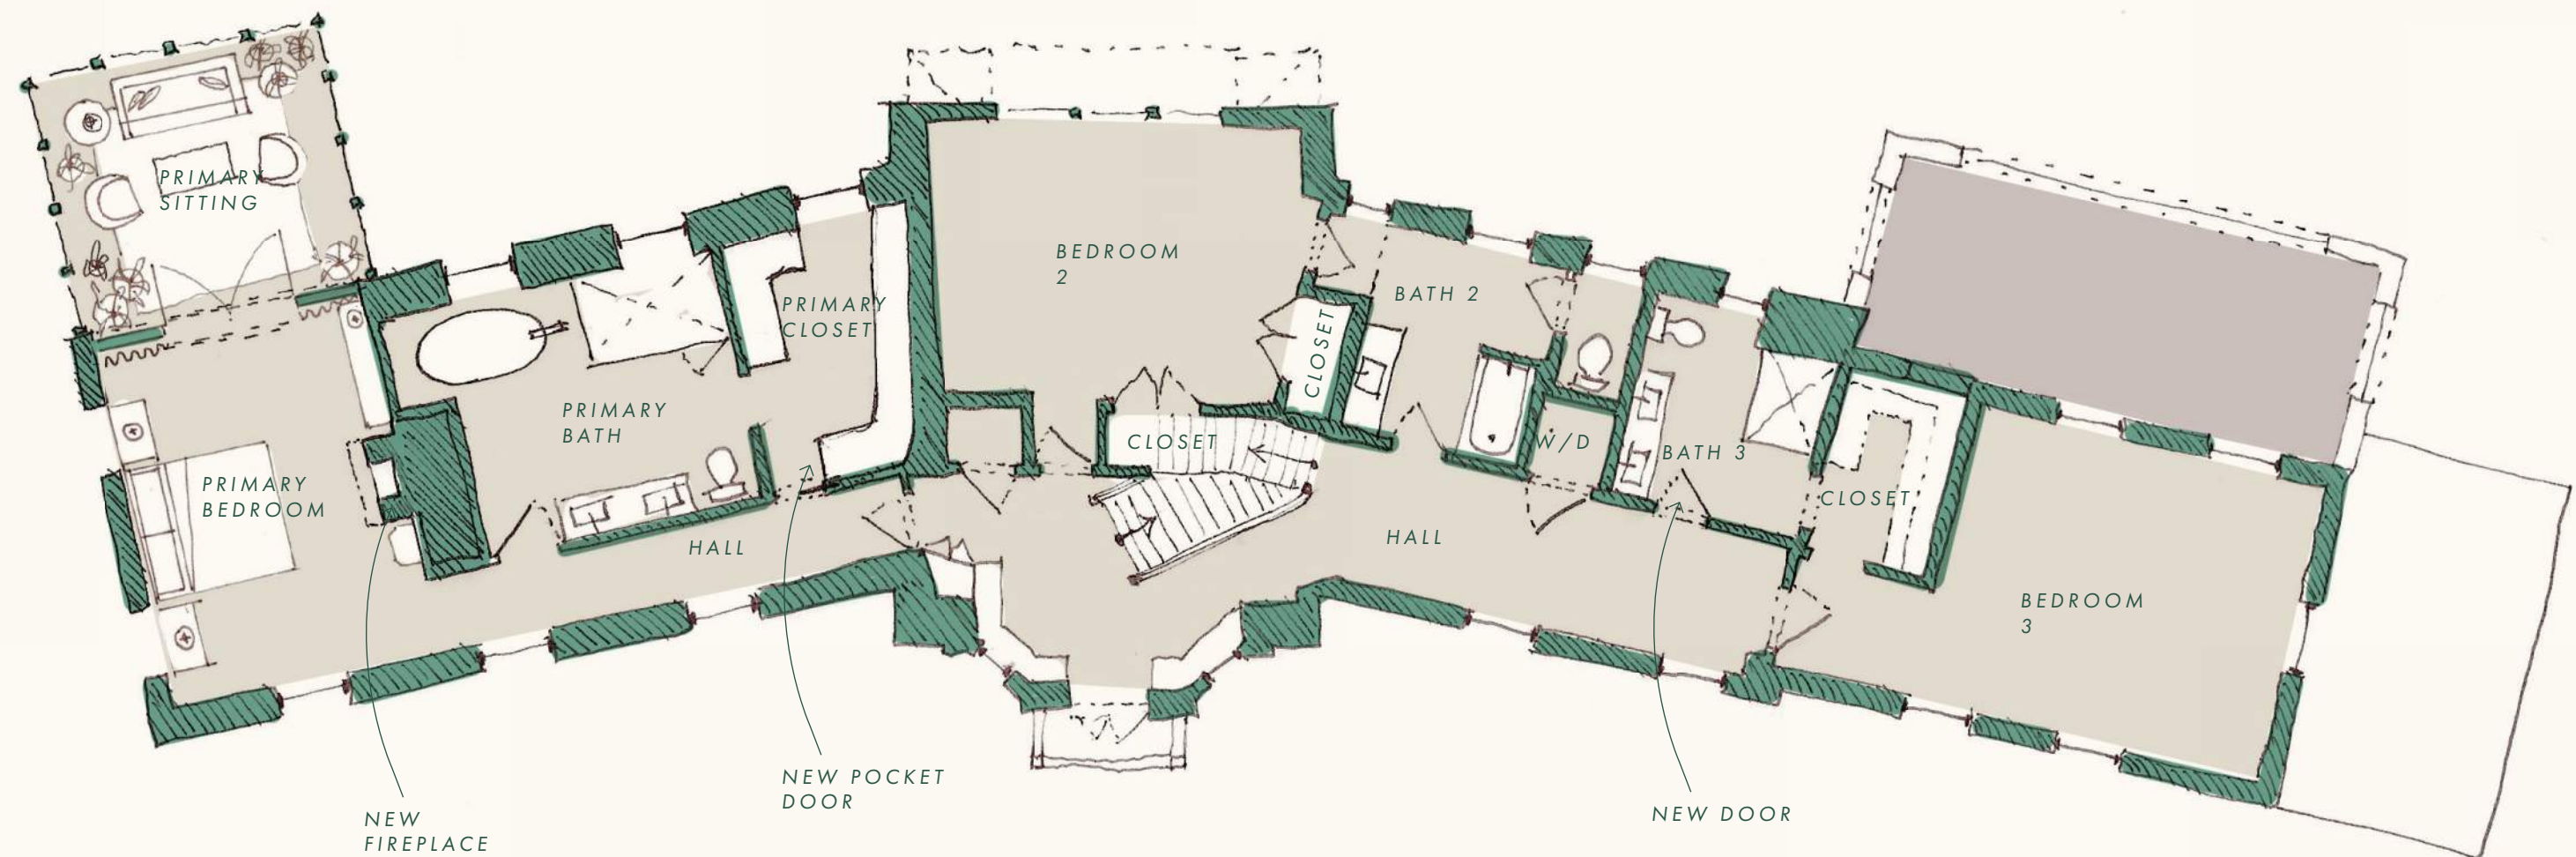 PRIMARY
SITTING
BEDROOM
2
PRIMARY
CLOSET
BATH 2
CLOSET
PRIMARY
BATH
CLOSET
W/D
BATH 3
PRIMARY
BEDROOM
CLOSET
HALL
HALL
BEDROOM
3
NEW POCKET
DOOR
NEW DOOR
NEW
FIREPLACE